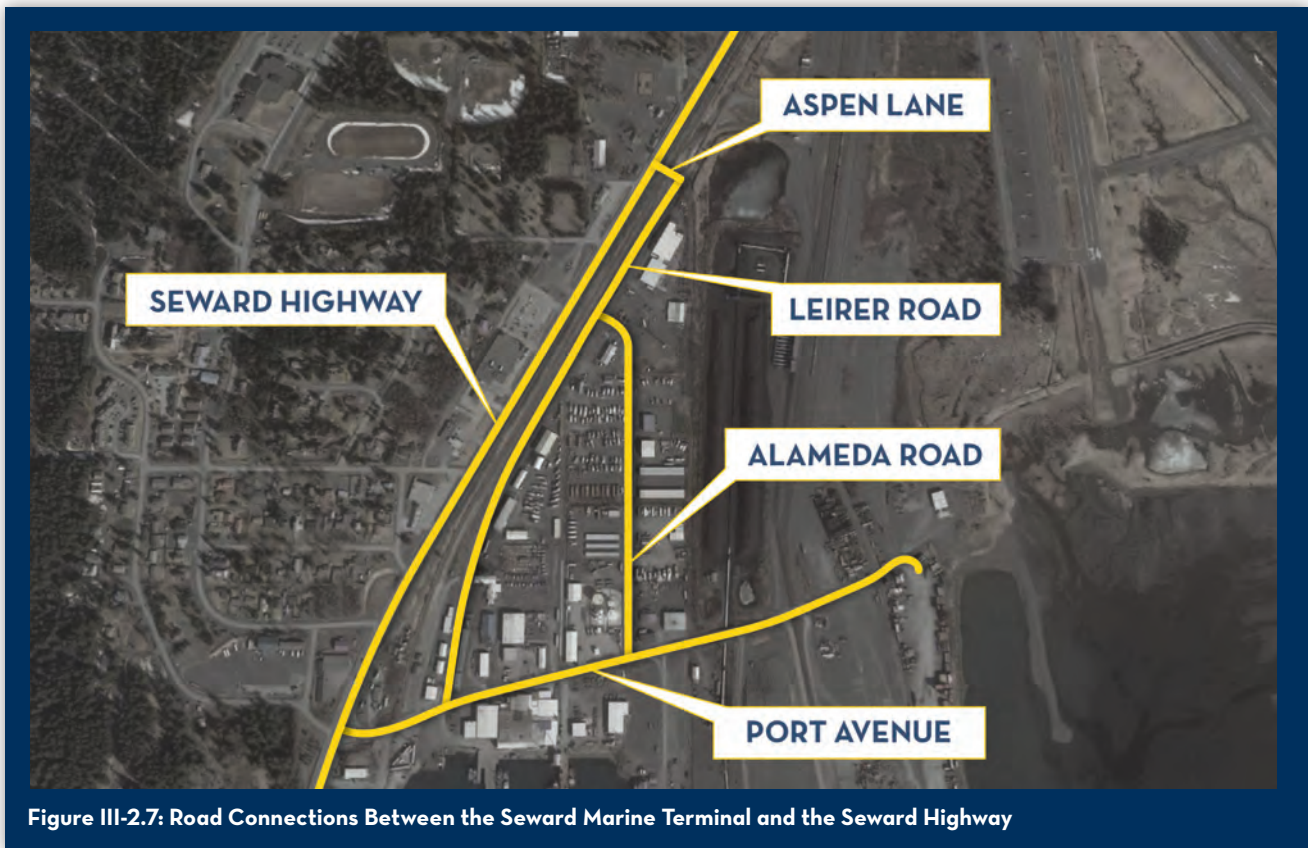 ASPEN LANE
SEWARD HIGHWAY
LEIRER ROAD
ALAMEDA ROAD
PORT AVENUE
Figure III-2.7: Road Connections Between the Seward Marine Terminal and the Seward Highway